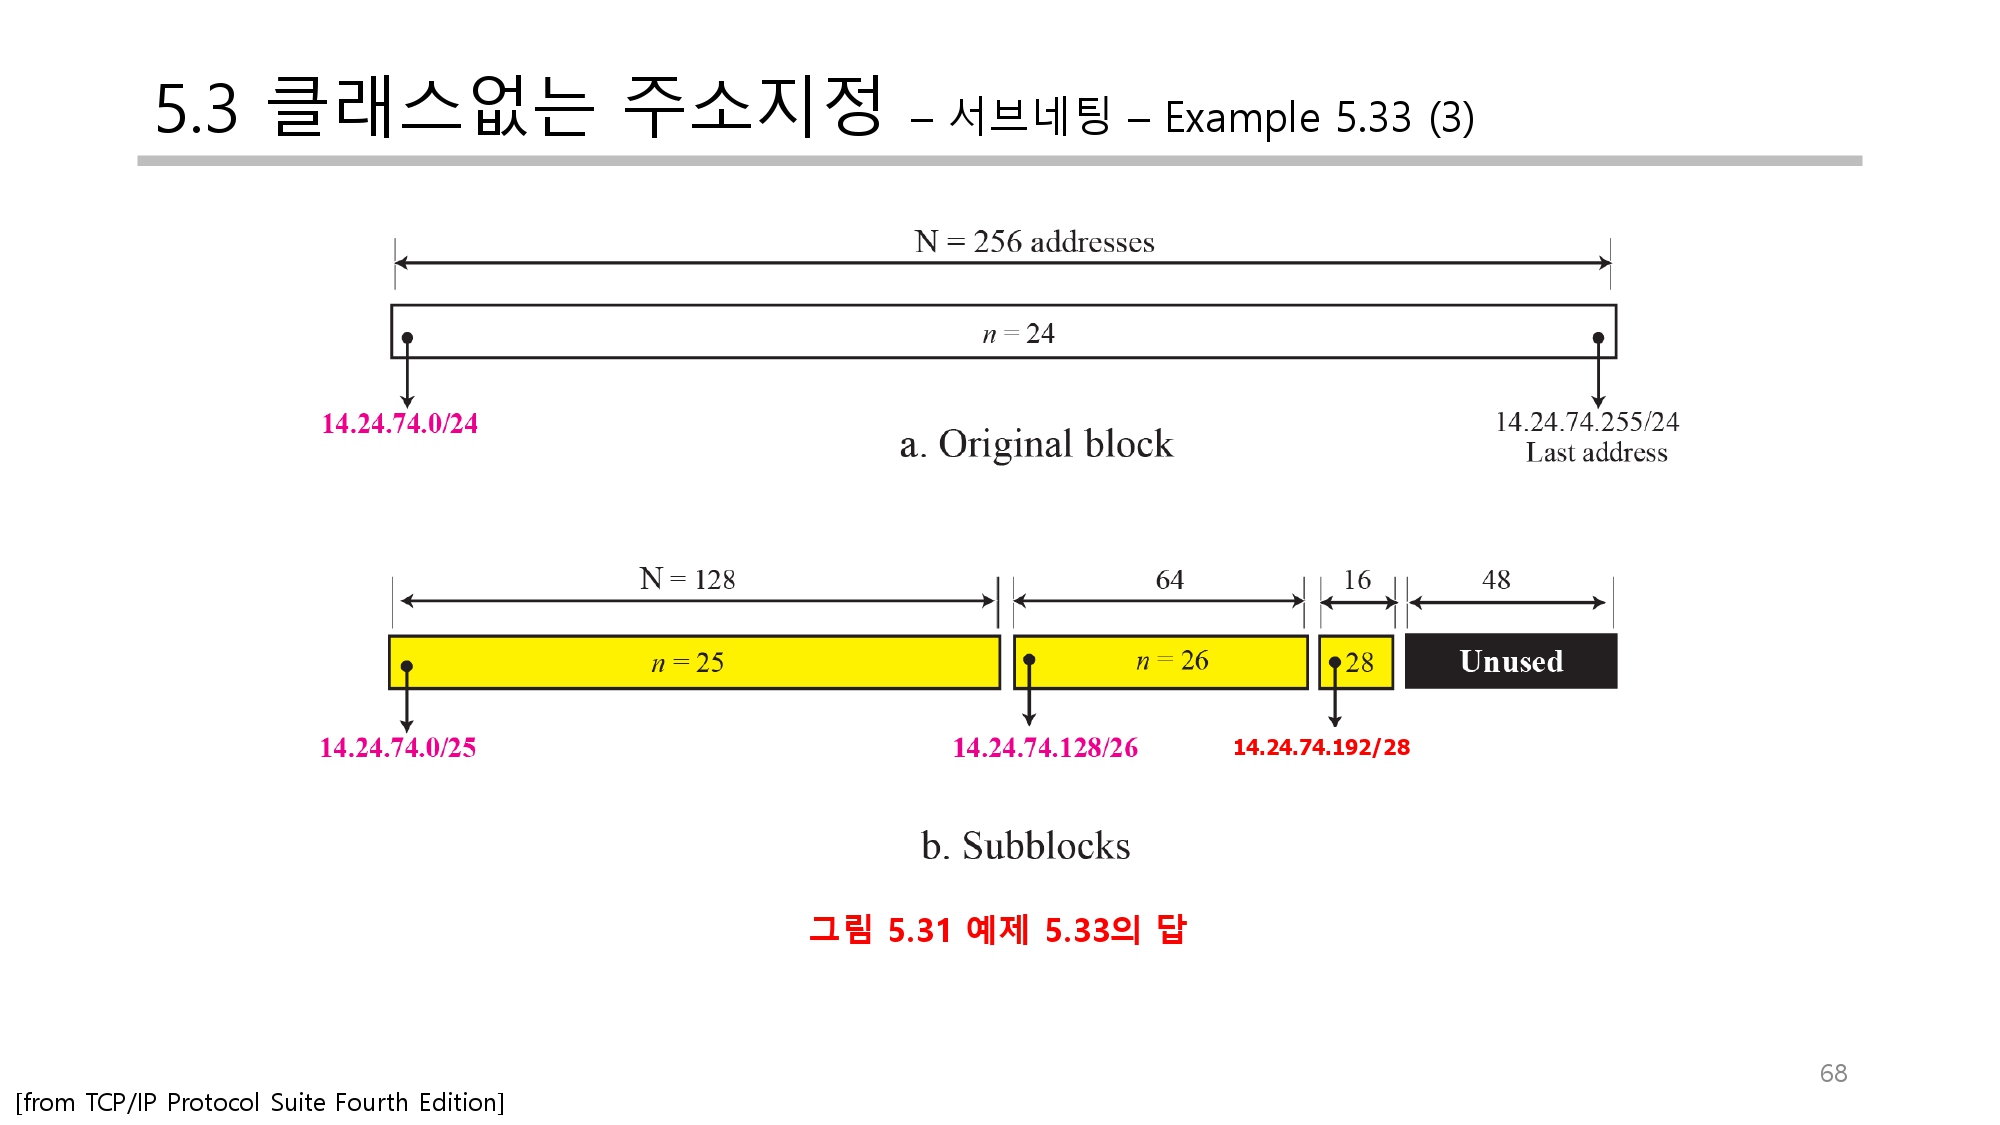 5.3 클래스없는 주소지정 – 서브네팅 – Example 5.33 (3)
N = 256 addresses
n = 24
14.24.74.0/24
14.24.74.255/24
Last address
a. Original block
N = 128
64
16
48
n = 25
n = 26
28
Unused
14.24.74.0/25
14.24.74.128/26
14.24.74.192/28
b. Subblocks
그림 5.31 예제 5.33의 답
68
[from TCP/IP Protocol Suite Fourth Edition]